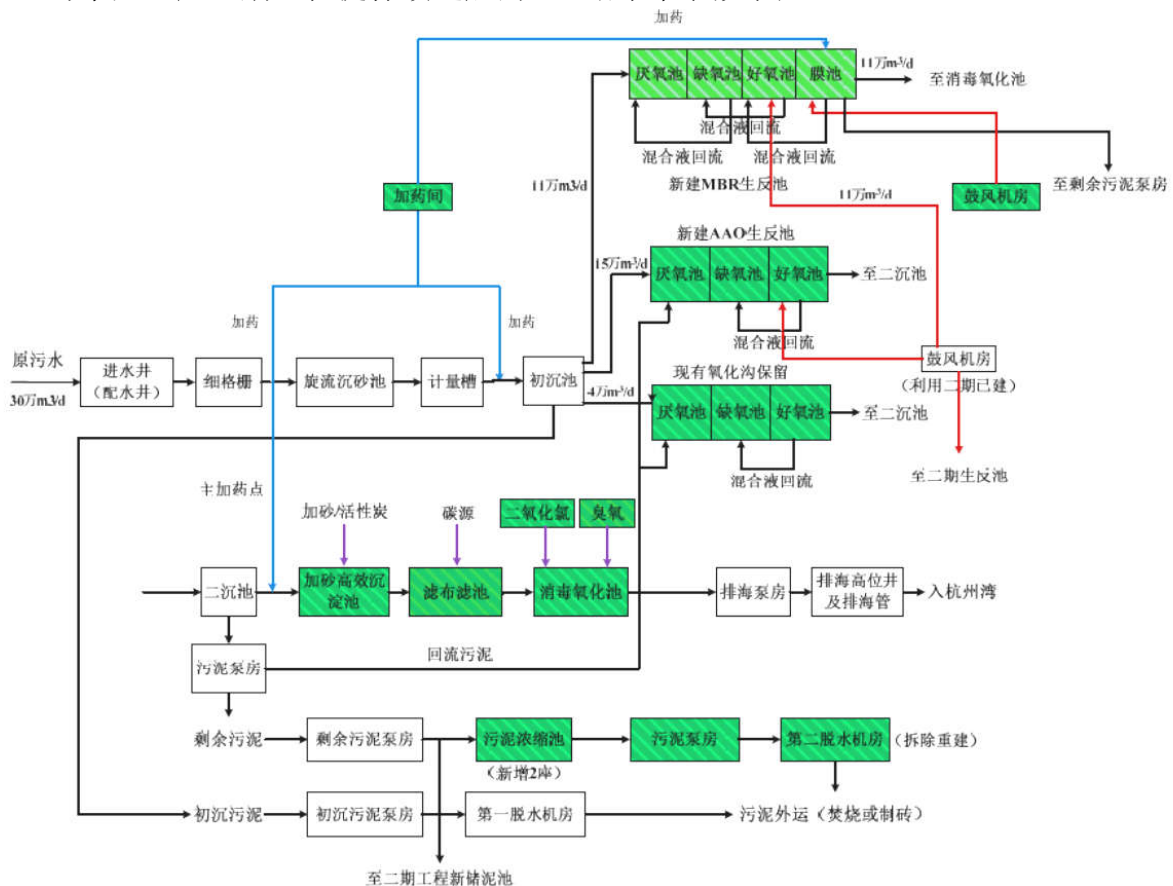 加药
厌氧池 缺氧池 好氧池 膜池
11万m³/d
至消毒氧化池
混合液回流
混合液回流 混合液回流
新建MBR生反池
11万m3/d
加药间
11万m³/d
鼓风机房
至剩余污泥泵房
新建AAO生反池
15万m³/d
厌氧池 缺氧池 好氧池
至二沉池
混合液回流
加药
加药
原污水
30万m3/d
进水井
（配水井）
细格栅
旋流沉砂池
计量槽
初沉池
鼓风机房
（利用二期已建）
现有氧化沟保留
4万m³/d
厌氧池 缺氧池 好氧池
至二沉池
混合液回流
至二期生反池
主加药点
加砂/活性炭
碳源
二氧化氯
臭氧
二沉池
加砂高效沉
淀池
滤布滤池
消毒氧化池
排海泵房
排海高位井
及排海管
入杭州湾
污泥泵房
回流污泥
剩余污泥
剩余污泥泵房
污泥浓缩池
（新增2座）
污泥泵房
第二脱水机房
（拆除重建）
初沉污泥
初沉污泥泵房
第一脱水机房
污泥外运（焚烧或制砖）
至二期工程新储泥池